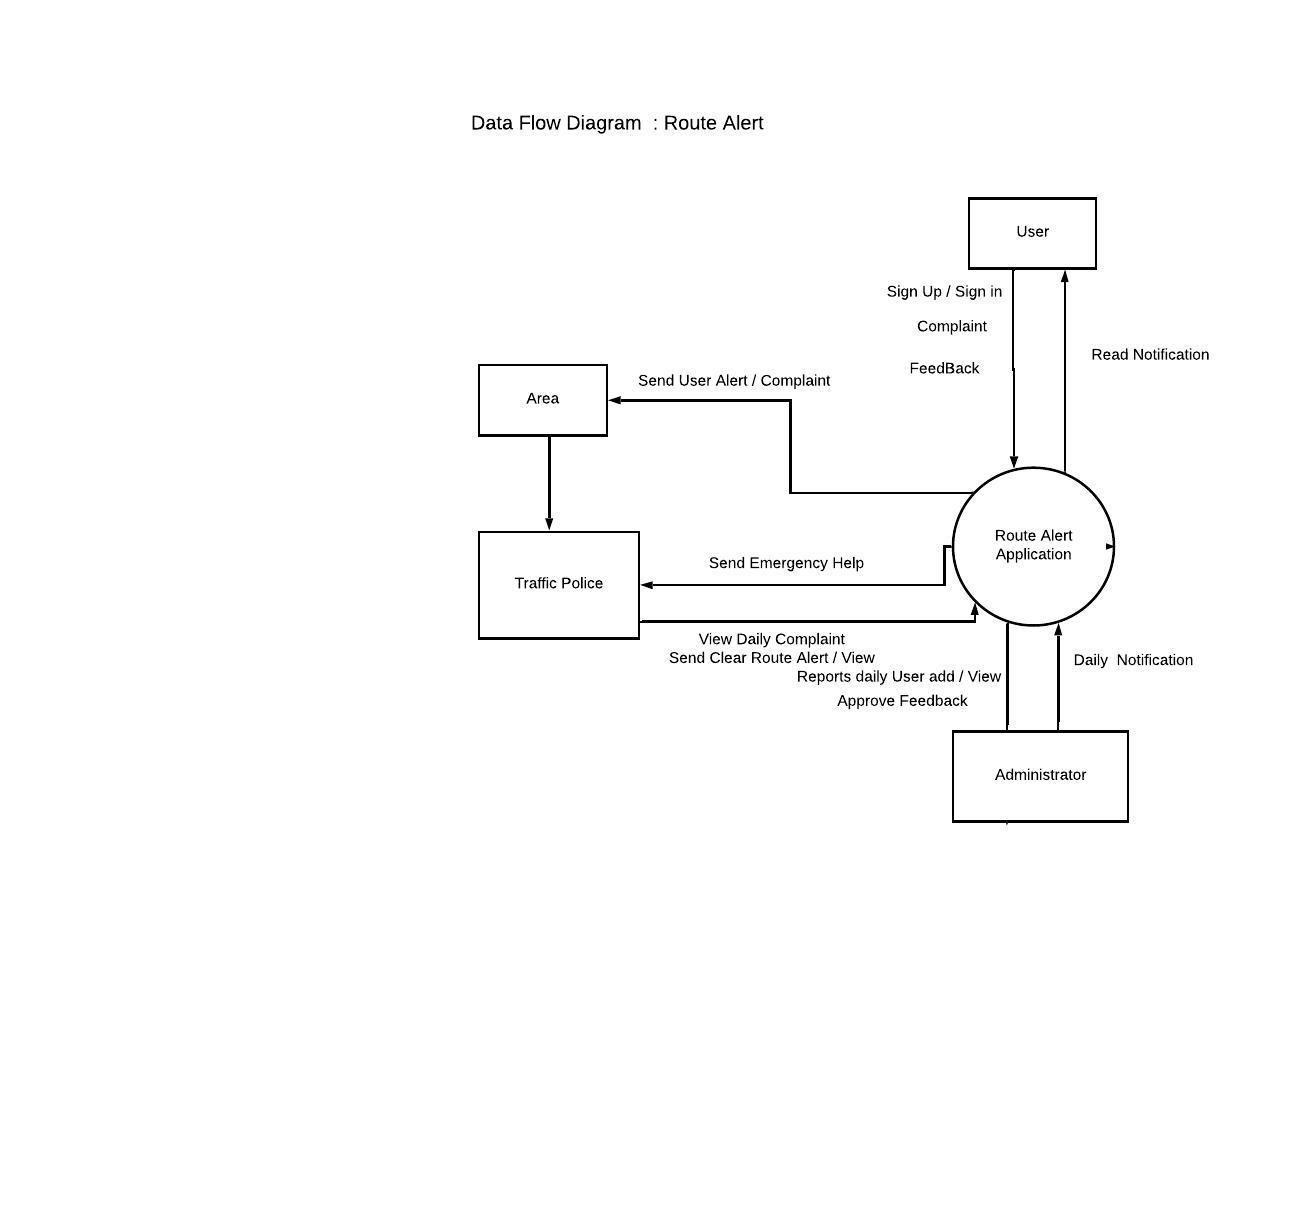 Data Flow Diagram  : Route Alert
User
Sign Up / Sign in
Complaint
Read Notification
FeedBack
Send User Alert / Complaint
Area
Route Alert
Application
Send Emergency Help
Traffic Police
View Daily Complaint
Send Clear Route Alert / View
Daily  Notification
Reports daily User add / View
Approve Feedback
Administrator